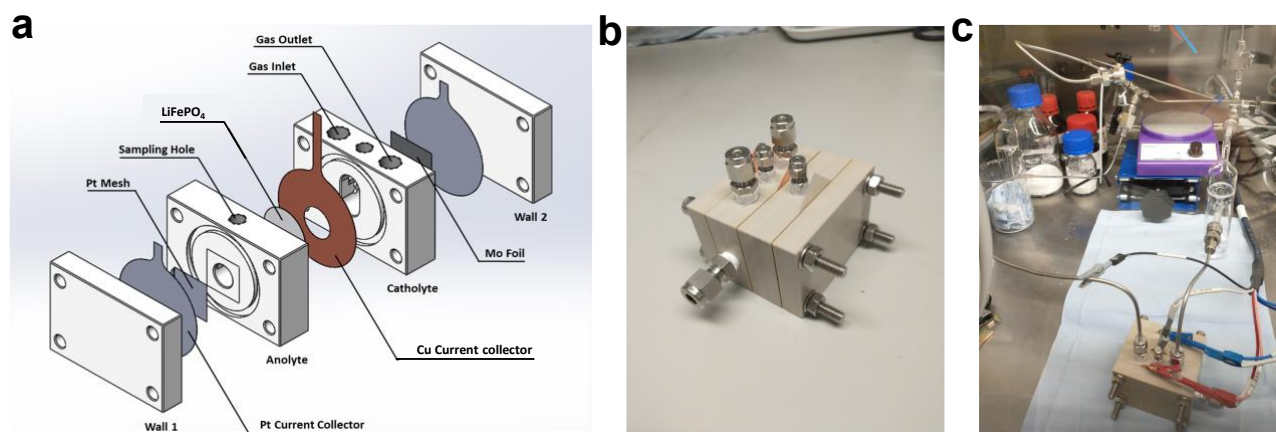 a
b
c
Gas Outlet
Gas Inlet
LiFePO₄
Sampling Hole
Pt Mesh
Wall 2
Mo Foil
Catholyte
Cu Current collector
Anolyte
Wall 1
Pt Current Collector